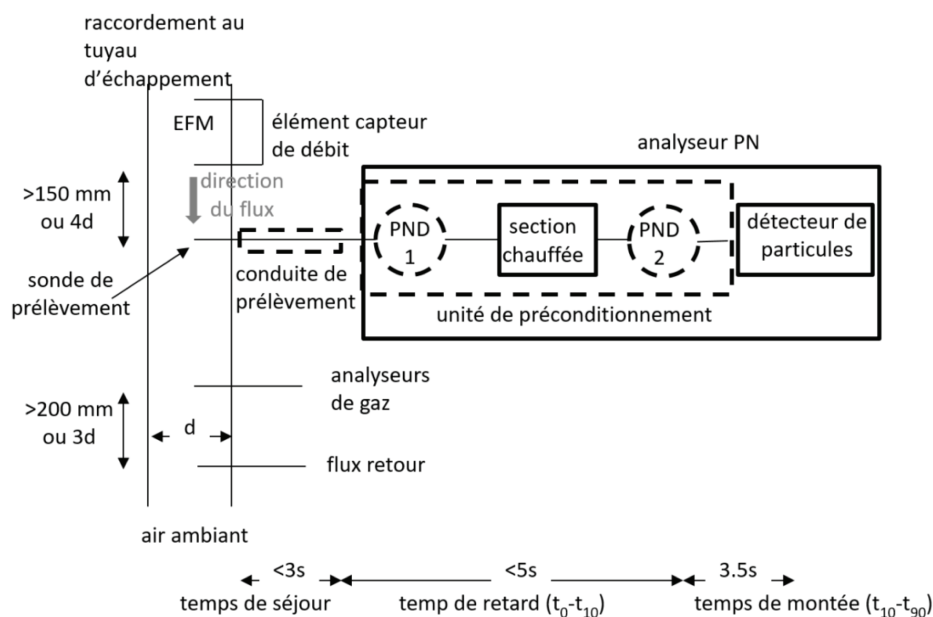 raccordement au
tuyau
d'échappement
EFM
élément capteur
de débit
analyseur PN
>150 mm
ou 4d
direction
du flux
PND
1
section
chauffée
PND
2
détecteur de
particules
sonde de
prélèvement
conduite de
prélèvement
unité de préconditionnement
analyseurs
de gaz
>200 mm
ou 3d
d
flux retour
air ambiant
<3s
<5s
3.5s
temps de séjour
temp de retard (t₀-t₁₀)
temps de montée (t₁₀-t₉₀)